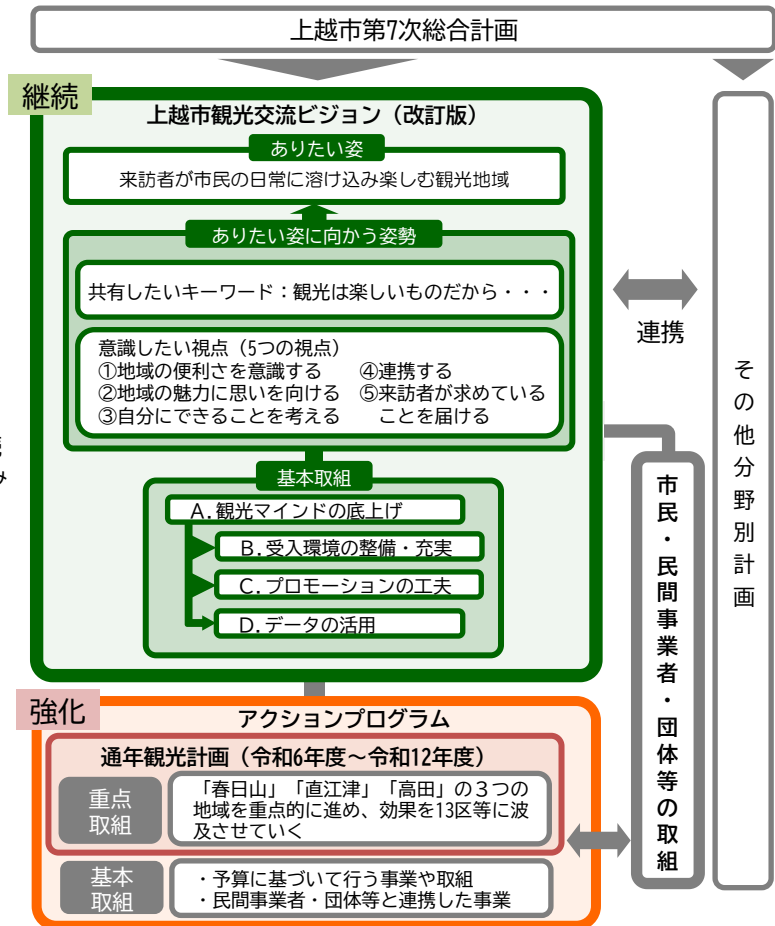 上越市第7次総合計画
継続
上越市観光交流ビジョン（改訂版）
ありたい姿
来訪者が市民の日常に溶け込み楽しむ観光地域
ありたい姿に向かう姿勢
共有したいキーワード：観光は楽しいものだから・・・
意識したい視点（5つの視点）
①地域の便利さを意識する
②地域の魅力に思いを向ける
③自分にできることを考える
④連携する
⑤来訪者が求めている
ことを届ける
基本取組
A.観光マインドの底上げ
B.受入環境の整備・充実
C.プロモーションの工夫
D.データの活用
連携
その他分野別計画
市民・民間事業者・団体等の取組
強化
アクションプログラム
通年観光計画（令和6年度～令和12年度）
重点
取組
「春日山」「直江津」「高田」の３つの
地域を重点的に進め、効果を13区等に波
及させていく
基本
取組
・予算に基づいて行う事業や取組
・民間事業者・団体等と連携した事業